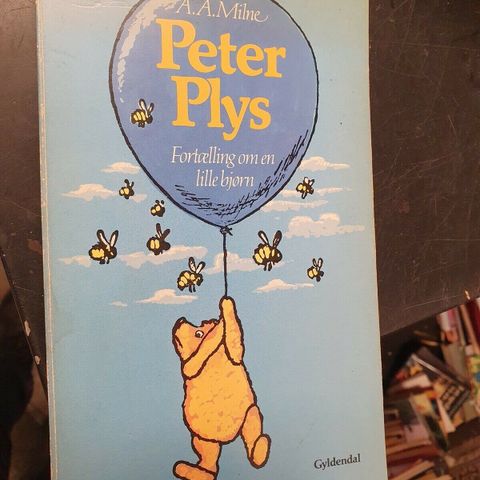 A.A.Milne
Peter
Plys
Fortælling om en
lille bjørn
Gyldendal